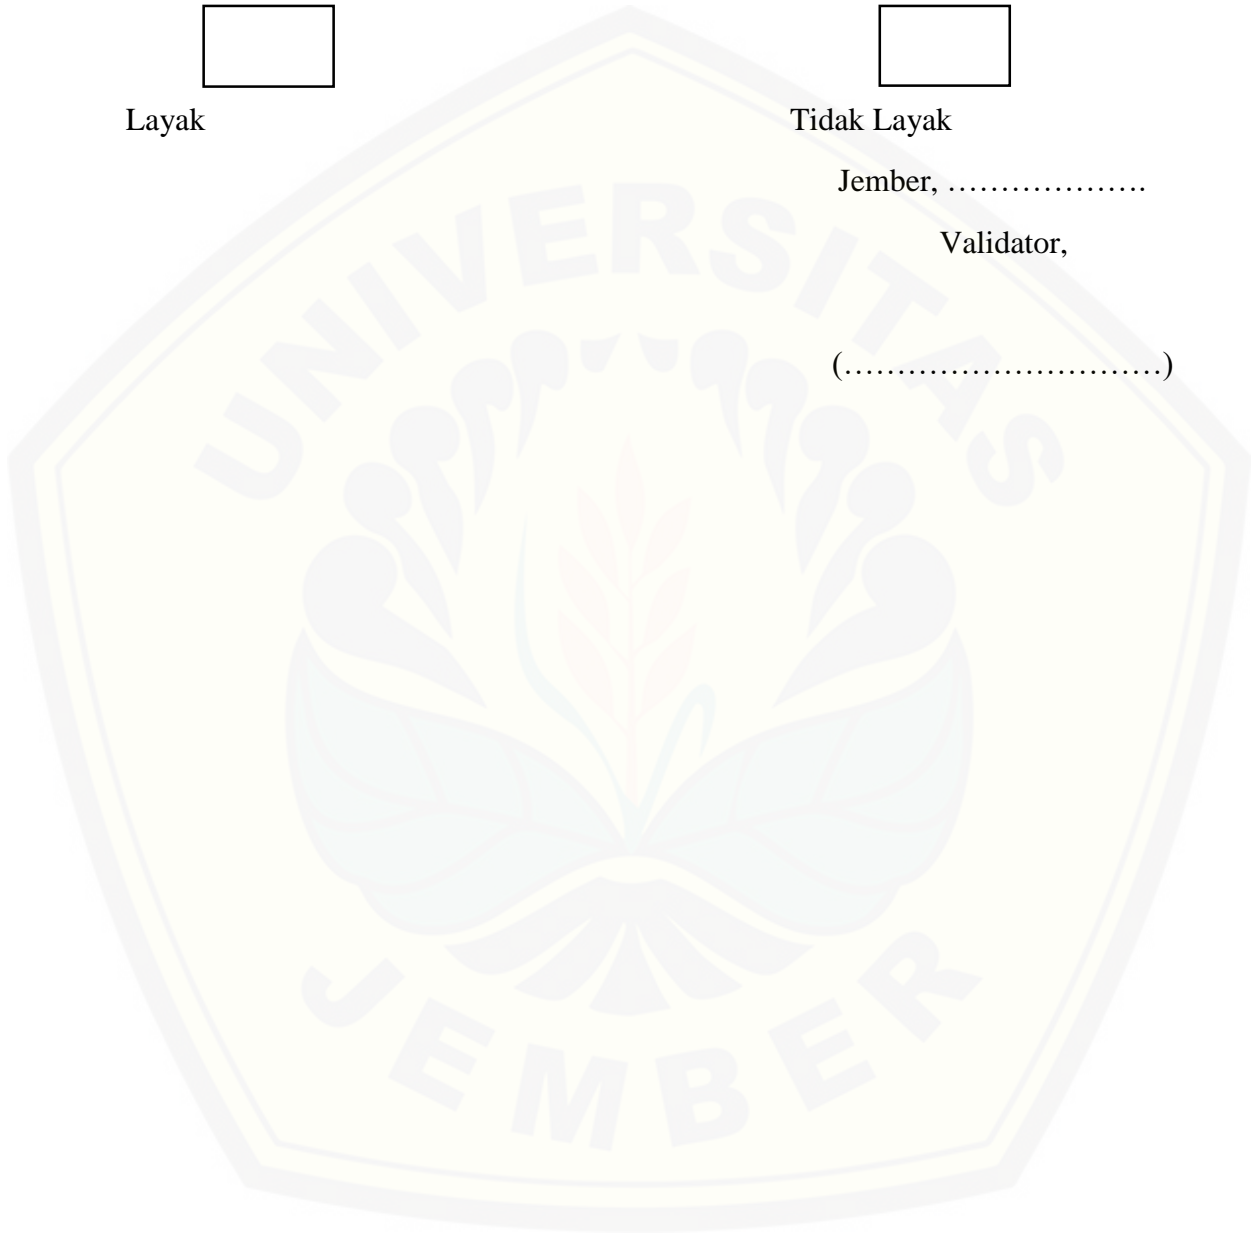 Layak Tidak Layak
Jember, ……………….
Validator,
(…………………………)
UNIVERSITAS
JEMBER